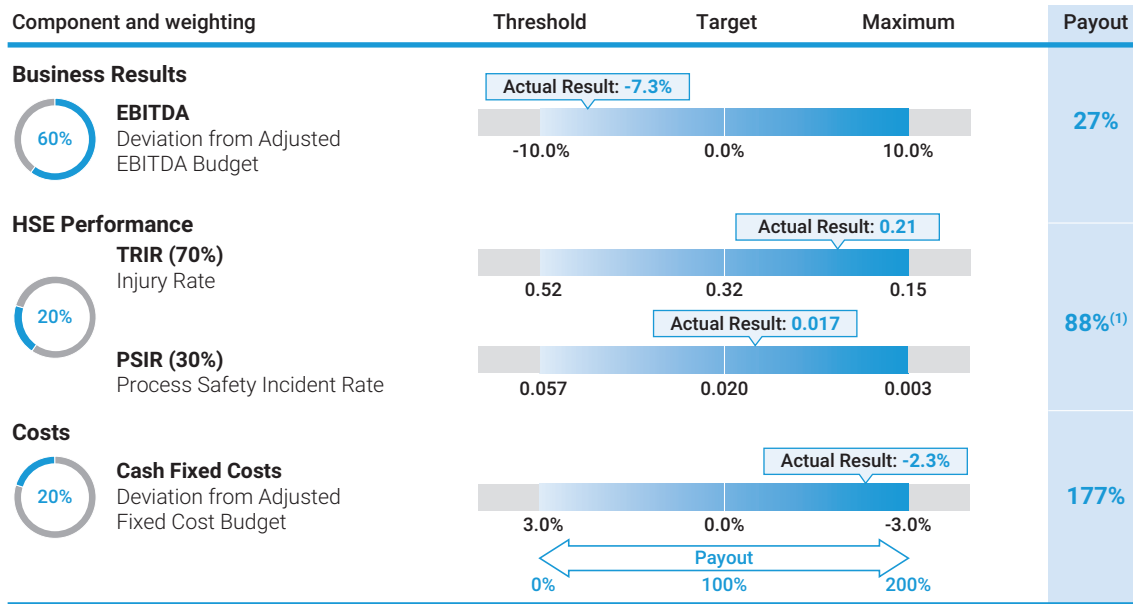 Component and weighting Threshold Target Maximum Payout
Business Results
Actual Result: -7.3%
60%
EBITDA
Deviation from Adjusted
EBITDA Budget
-10.0% 0.0% 10.0%
27%
HSE Performance
Actual Result: 0.21
TRIR (70%)
Injury Rate
0.52 0.32 0.15
20%
88%(1)
Actual Result: 0.017
PSIR (30%)
Process Safety Incident Rate
0.057 0.020 0.003
Costs
Actual Result: -2.3%
20%
Cash Fixed Costs
Deviation from Adjusted
Fixed Cost Budget
177%
3.0% 0.0% -3.0%
Payout
0% 100% 200%